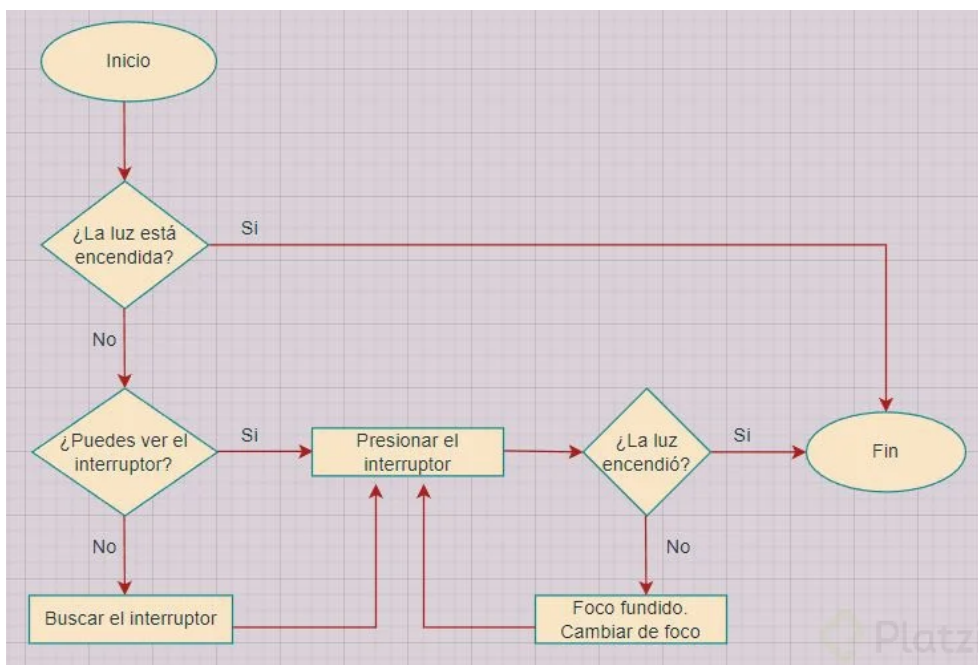 Inicio
¿La luz está
encendida?
Si
No
¿Puedes ver el
interruptor?
Si
Presionar el
interruptor
¿La luz
encendió?
Si
Fin
No
No
Buscar el interruptor
Foco fundido.
Cambiar de foco
Platz